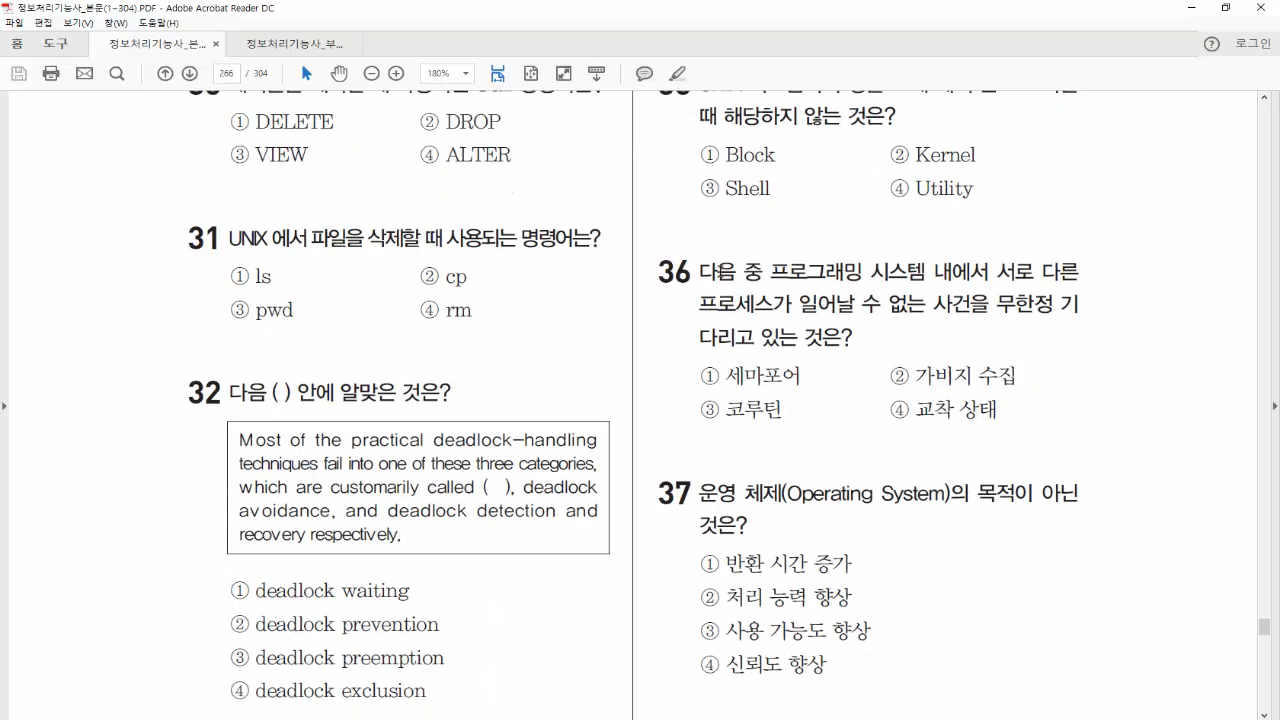 정보처리기능사_본문(1~304).PDF - Adobe Acrobat Reader DC
파일 편집 보기(V) 창(W) 도움말(H)
홈 도구 정보처리기능사_본... × 정보처리기능사_부... 로그인
266 / 304 180%
① DELETE ② DROP
③ VIEW ④ ALTER
31 UNIX 에서 파일을 삭제할 때 사용되는 명령어는?
① ls ② cp
③ pwd ④ rm
32 다음 ( ) 안에 알맞은 것은?
Most of the practical deadlock-handling
techniques fail into one of these three categories,
which are customarily called ( ), deadlock
avoidance, and deadlock detection and
recovery respectively.
① deadlock waiting
② deadlock prevention
③ deadlock preemption
④ deadlock exclusion
때 해당하지 않는 것은?
① Block ② Kernel
③ Shell ④ Utility
36 다음 중 프로그래밍 시스템 내에서 서로 다른
프로세스가 일어날 수 없는 사건을 무한정 기
다리고 있는 것은?
① 세마포어 ② 가비지 수집
③ 코루틴 ④ 교착 상태
37 운영 체제(Operating System)의 목적이 아닌
것은?
① 반환 시간 증가
② 처리 능력 향상
③ 사용 가능도 향상
④ 신뢰도 향상